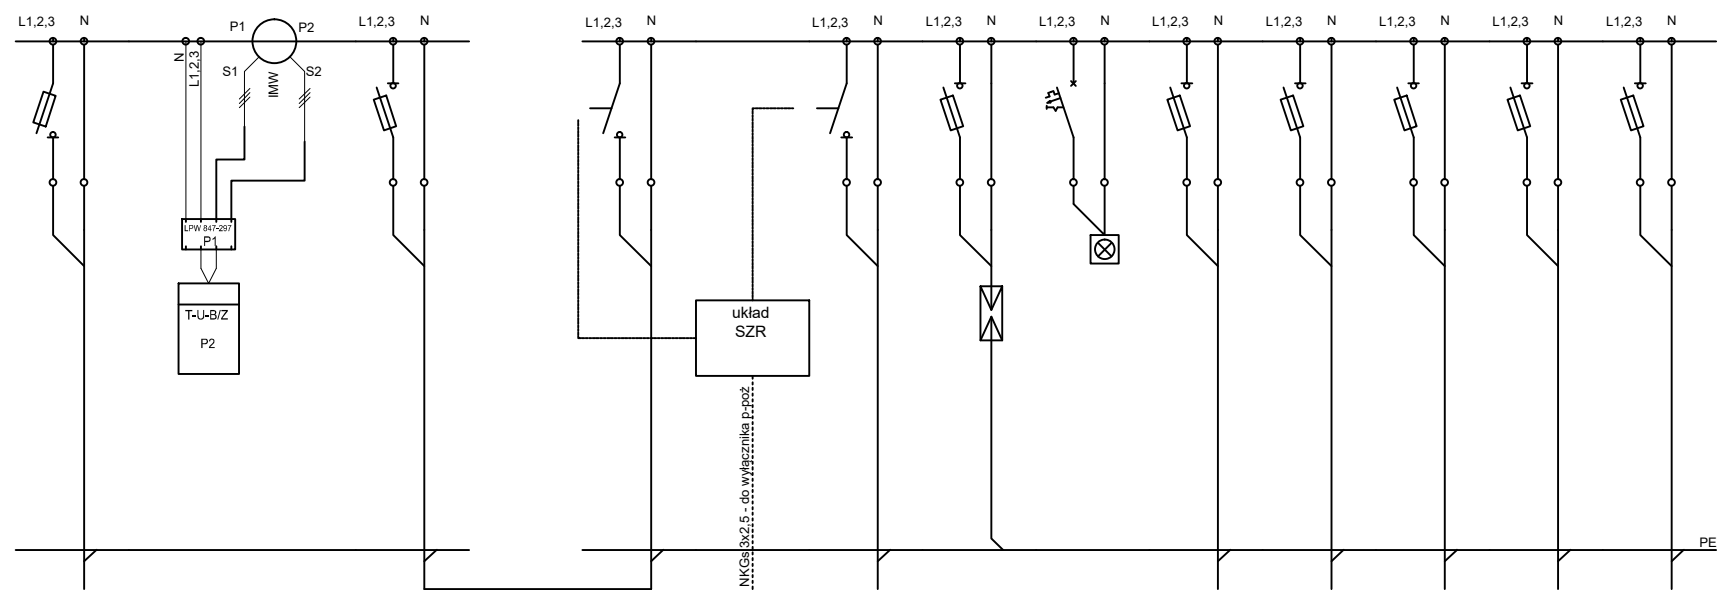 L1,2,3 N P1 P2 L1,2,3 N L1,2,3 N L1,2,3 N L1,2,3 N L1,2,3 N L1,2,3 N L1,2,3 N L1,2,3 N L1,2,3 N L1,2,3 N
N
L1,2,3
S1
IMW
S2
LPW 847-297
P1
T-U-B/Z
P2
układ
SZR
NKGs 3x2,5 - do wyłącznika p-poż
PE